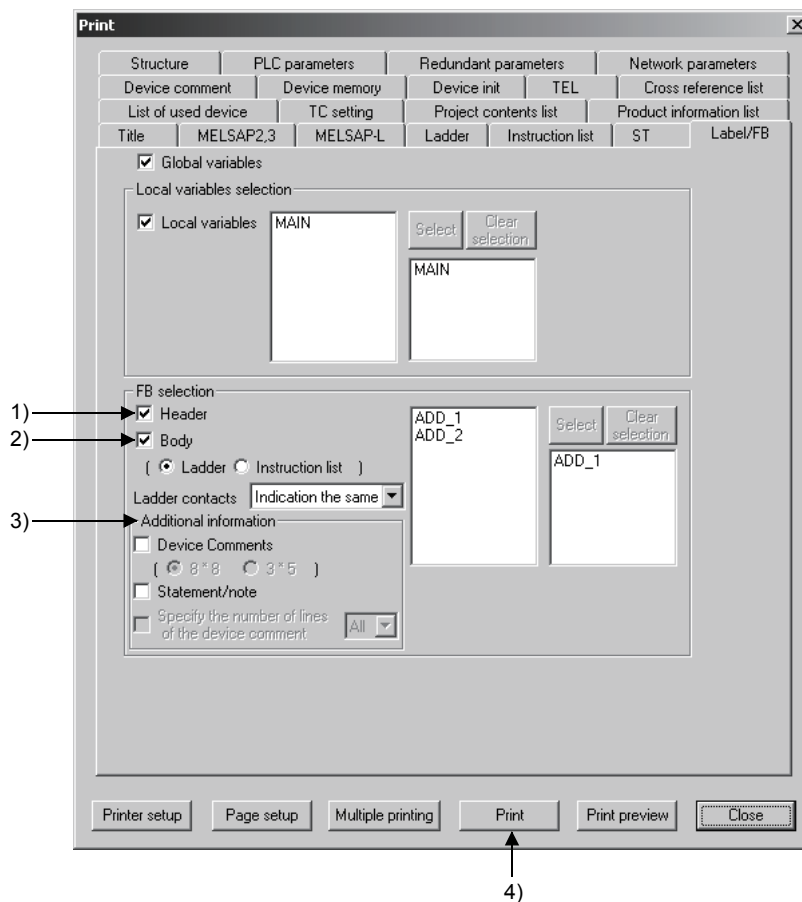 Print
Structure PLC parameters Redundant parameters Network parameters
Device comment Device memory Device init TEL Cross reference list
List of used device TC setting Project contents list Product information list
Title MELSAP2,3 MELSAP-L Ladder Instruction list ST Label/FB
Global variables
Local variables selection
Local variables MAIN Select Clear selection
MAIN
FB selection
1) Header ADD_1 Select Clear selection
2) Body ADD_2
( Ladder Instruction list ) ADD_1
Ladder contacts Indication the same
3) Additional information
Device Comments
( 8*8 3*5 )
Statement/note
Specify the number of lines
of the device comment All
Printer setup Page setup Multiple printing Print Print preview Close
4)